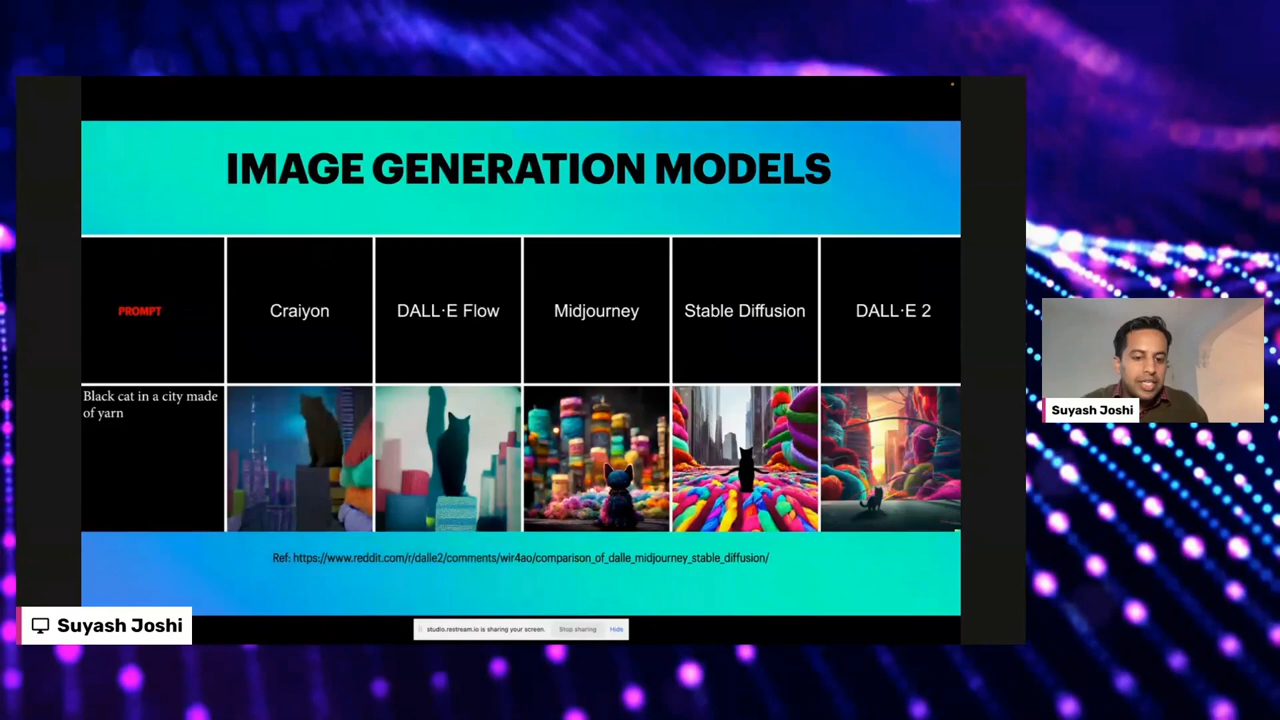 IMAGE GENERATION MODELS
PROMPT
Craiyon
DALL·E Flow
Midjourney
Stable Diffusion
DALL·E 2
Black cat in a city made
of yarn
Ref: https://www.reddit.com/r/dalle2/comments/wir4ao/comparison_of_dalle_midjourney_stable_diffusion/
Suyash Joshi
Suyash Joshi
studio.restream.io is sharing your screen.
Stop sharing
Hide